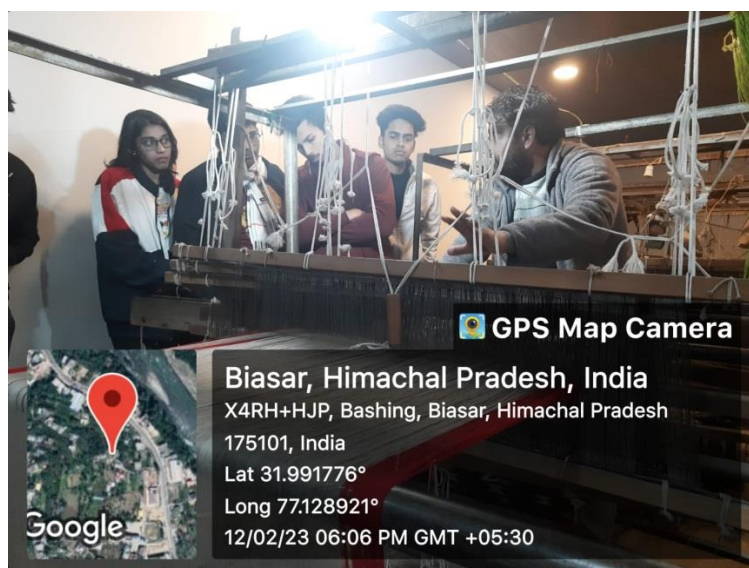 GPS Map Camera
Biasar, Himachal Pradesh, India
X4RH+HJP, Bashing, Biasar, Himachal Pradesh
175101, India
Lat 31.991776°
Long 77.128921°
12/02/23 06:06 PM GMT +05:30
Google